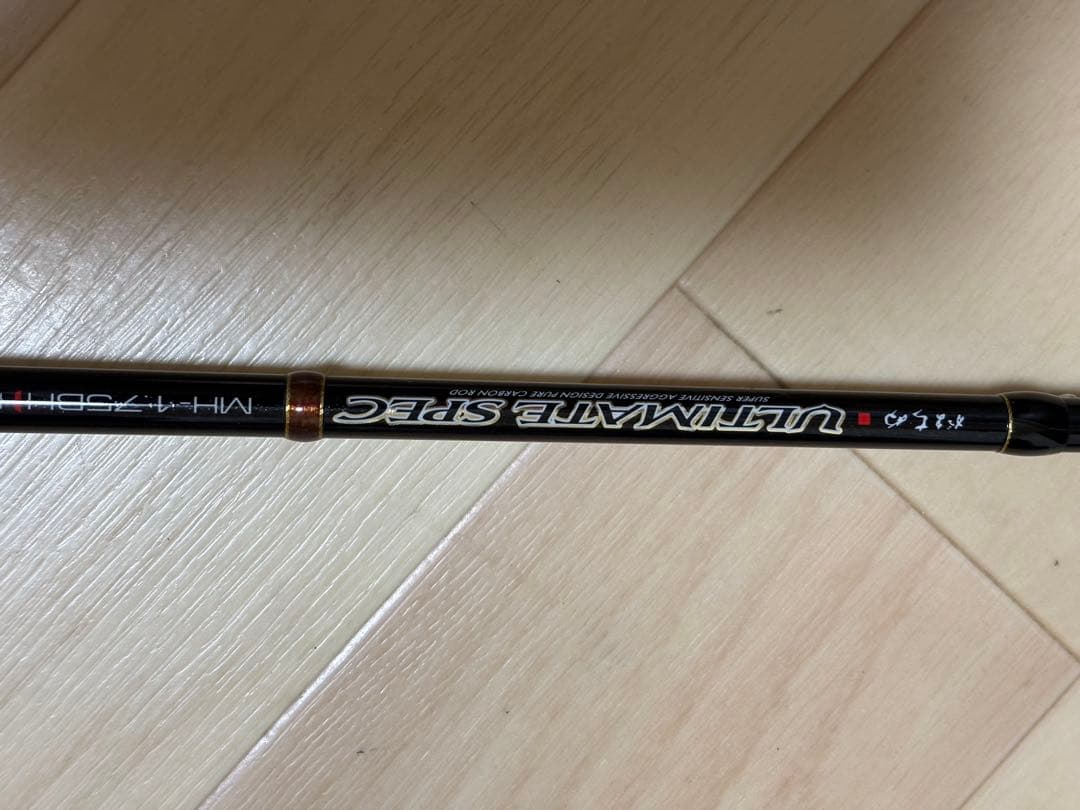 ULTIMATE SPEC
SUPER SENSITIVE AGGRESSIVE DESIGN PURE CARBON ROD
MH-1.75BH